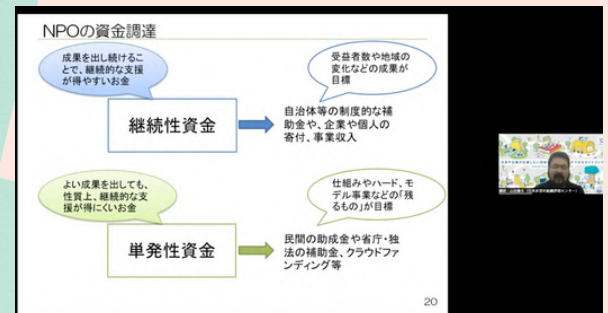 NPOの資金調達
成果を出し続けるこ
とで、継続的な支援
が得やすいお金
受益者数や地域の
変化などの成果が
目標
継続性資金
自治体等の制度的な補
助金や、企業や個人の
寄付、事業収入
よい成果を出しても、
性質上、継続的な支
援が得にくいお金
仕組みやハード、モ
デル事業などの「残
るもの」が目標
単発性資金
民間の助成金や省庁・独
法の補助金、クラウドファ
ンディング等
20